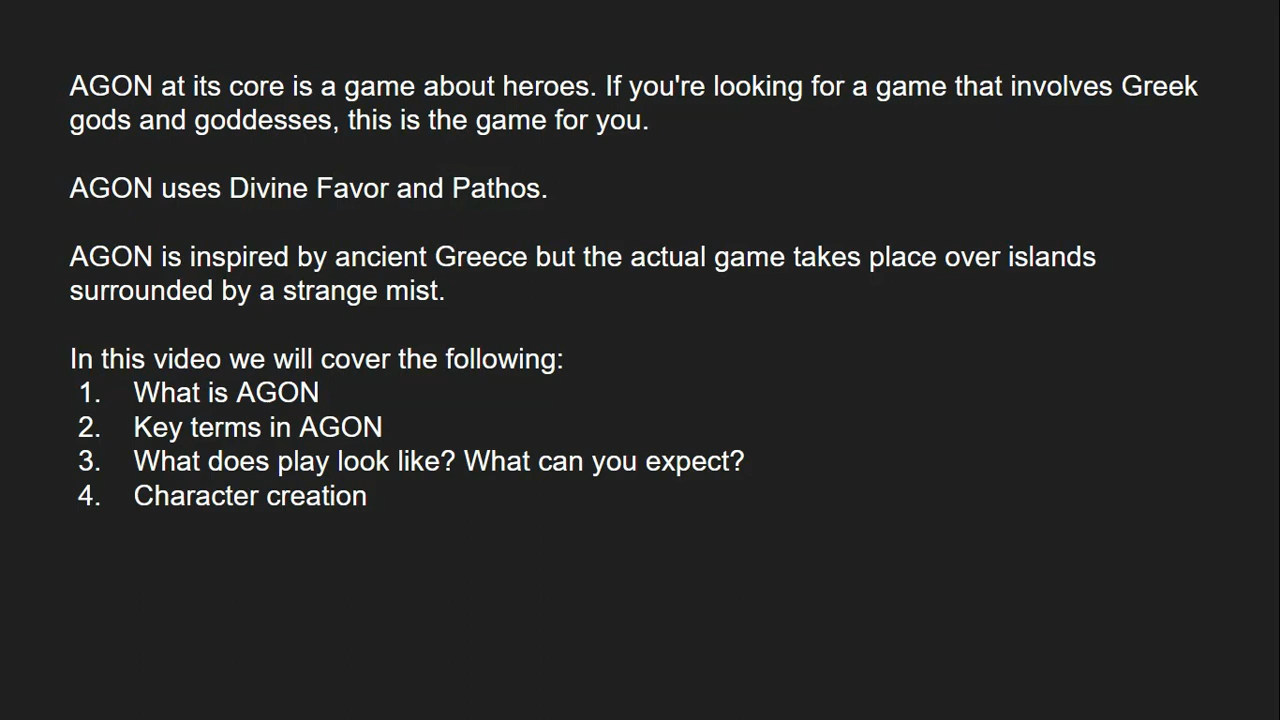 AGON at its core is a game about heroes. If you're looking for a game that involves Greek
gods and goddesses, this is the game for you.
AGON uses Divine Favor and Pathos.
AGON is inspired by ancient Greece but the actual game takes place over islands
surrounded by a strange mist.
In this video we will cover the following:
1. What is AGON
2. Key terms in AGON
3. What does play look like? What can you expect?
4. Character creation